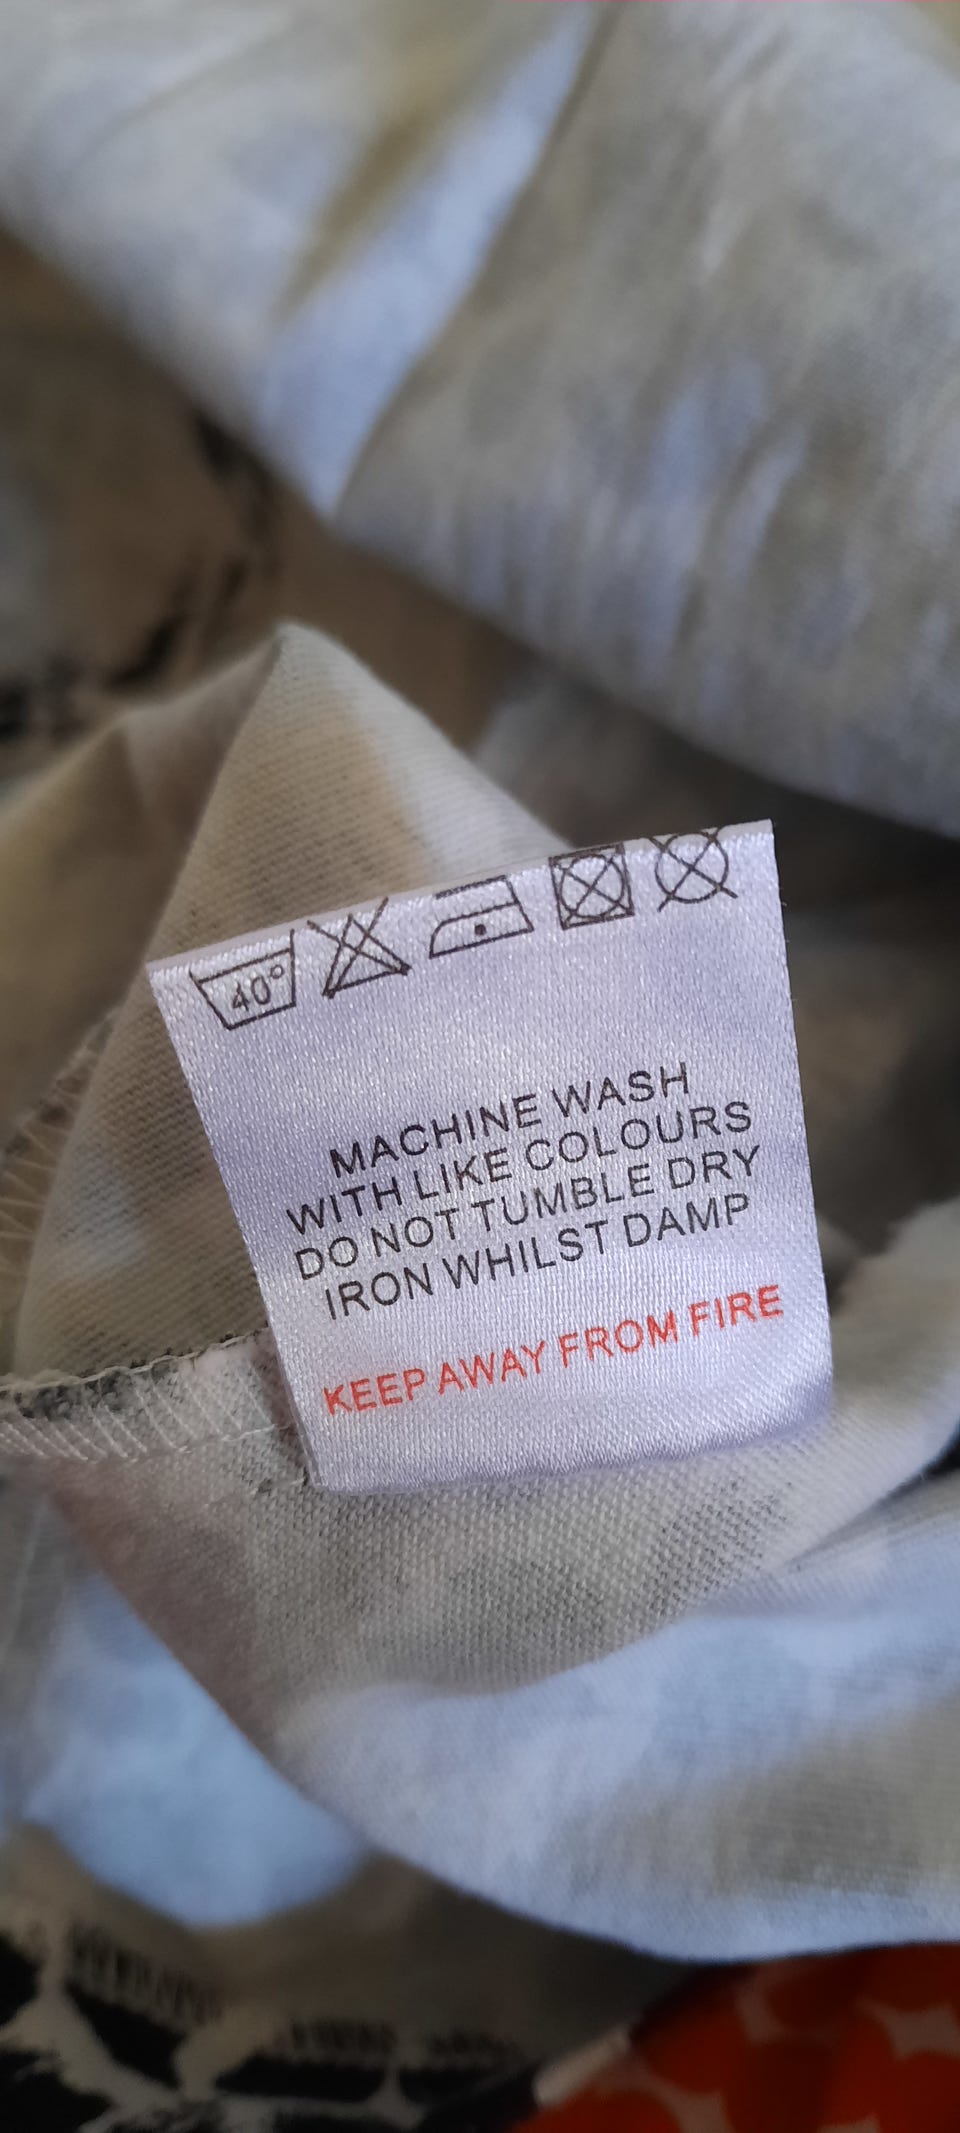 40°
MACHINE WASH
WITH LIKE COLOURS
DO NOT TUMBLE DRY
IRON WHILST DAMP
KEEP AWAY FROM FIRE